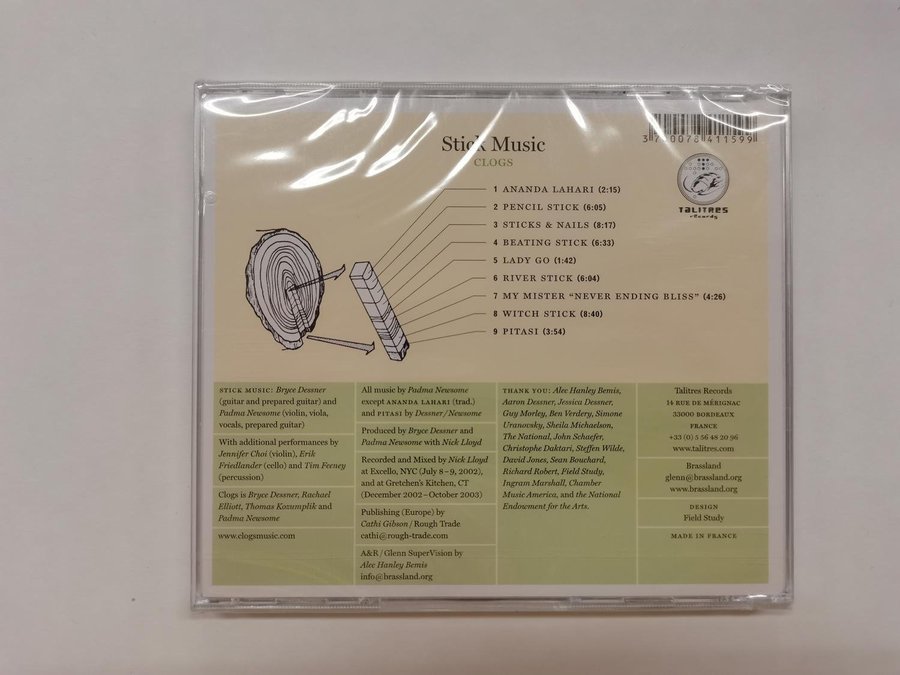 Stick Music
CLOGS
TALITRES
records
1 ANANDA LAHARI (2:15)
2 PENCIL STICK (6:05)
3 STICKS & NAILS (8:17)
4 BEATING STICK (6:33)
5 LADY GO (1:42)
6 RIVER STICK (6:04)
7 MY MISTER “NEVER ENDING BLISS” (4:26)
8 WITCH STICK (8:40)
9 PITASI (3:54)
STICK MUSIC: Bryce Dessner
(guitar and prepared guitar) and
Padma Newsome (violin, viola,
vocals, prepared guitar)
With additional performances by
Jennifer Choi (violin), Erik
Friedlander (cello) and Tim Feeney
(percussion)
Clogs is Bryce Dessner, Rachael
Elliott, Thomas Kozumplik and
Padma Newsome
www.clogsmusic.com
All music by Padma Newsome
except ANANDA LAHARI (trad.)
and PITASI by Dessner/Newsome
Produced by Bryce Dessner and
Padma Newsome with Nick Lloyd
Recorded and Mixed by Nick Lloyd
at Excello, NYC (July 8–9, 2002),
and at Gretchen's Kitchen, CT
(December 2002–October 2003)
Publishing (Europe) by
Cathi Gibson/Rough Trade
cathi@rough-trade.com
A&R/Glenn SuperVision by
Alec Hanley Bemis
info@brassland.org
THANK YOU: Alec Hanley Bemis,
Aaron Dessner, Jessica Dessner,
Guy Morley, Ben Verdery, Simone
Uranovsky, Sheila Michaelson,
The National, John Schaefer,
Christophe Daktari, Steffen Wilde,
David Jones, Sean Bouchard,
Richard Robert, Field Study,
Ingram Marshall, Chamber
Music America, and the National
Endowment for the Arts.
Talitres Records
14 RUE DE MÉRIGNAC
33000 BORDEAUX
FRANCE
+33 (0) 5 56 48 20 96
www.talitres.com
Brassland
glenn@brassland.org
www.brassland.org
DESIGN
Field Study
MADE IN FRANCE